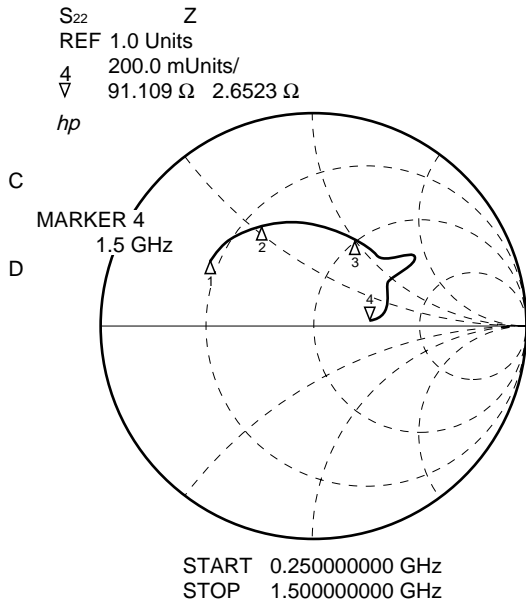 S₂₂ Z
REF 1.0 Units
4 200.0 mUnits/
▽ 91.109 Ω 2.6523 Ω
hp
C
MARKER 4
1.5 GHz
D
1
2
3
4
START 0.250000000 GHz
STOP 1.500000000 GHz